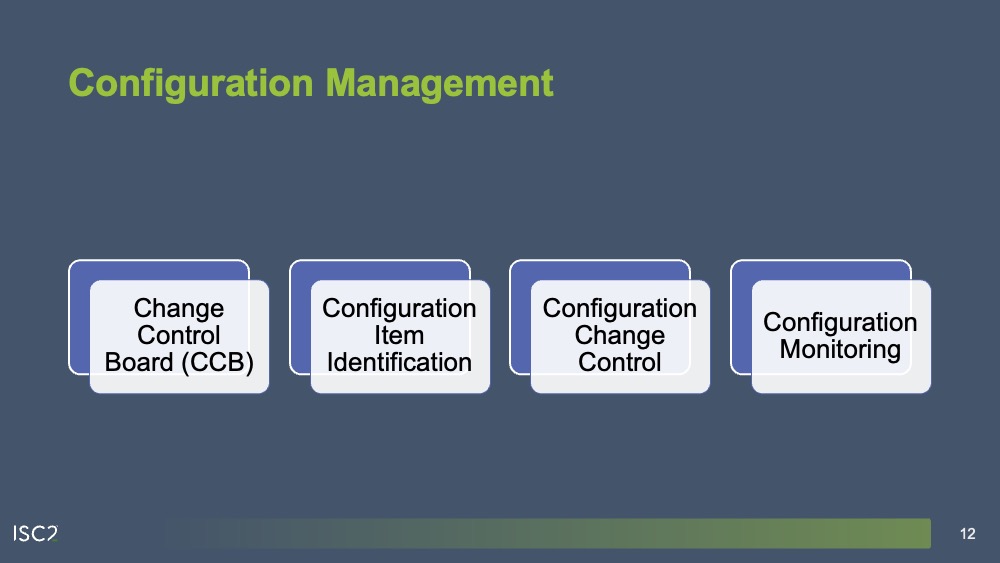 Configuration Management
Change
Control
Board (CCB)
Configuration
Item
Identification
Configuration
Change
Control
Configuration
Monitoring
ISC2
12